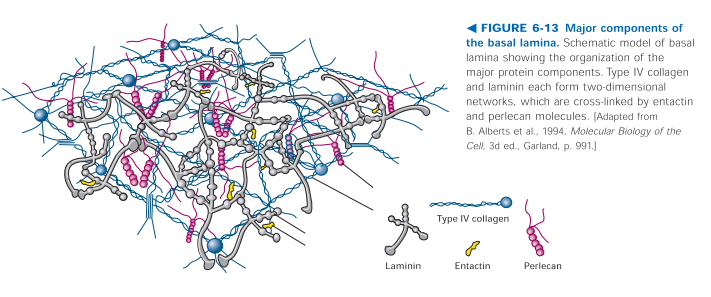 ◀ FIGURE 6-13 Major components of
the basal lamina. Schematic model of basal
lamina showing the organization of the
major protein components. Type IV collagen
and laminin each form two-dimensional
networks, which are cross-linked by entactin
and perlecan molecules. [Adapted from
B. Alberts et al., 1994, Molecular Biology of the
Cell, 3d ed., Garland, p. 991.]
Type IV collagen
Laminin
Entactin
Perlecan